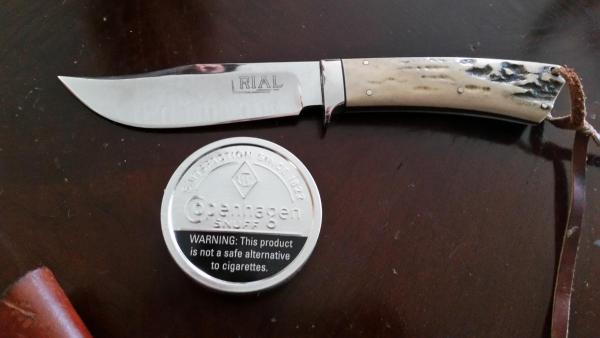 RIAL
SATISFACTION SINCE 1822
Copenhagen
SNUFF
WARNING: This product
is not a safe alternative
to cigarettes.